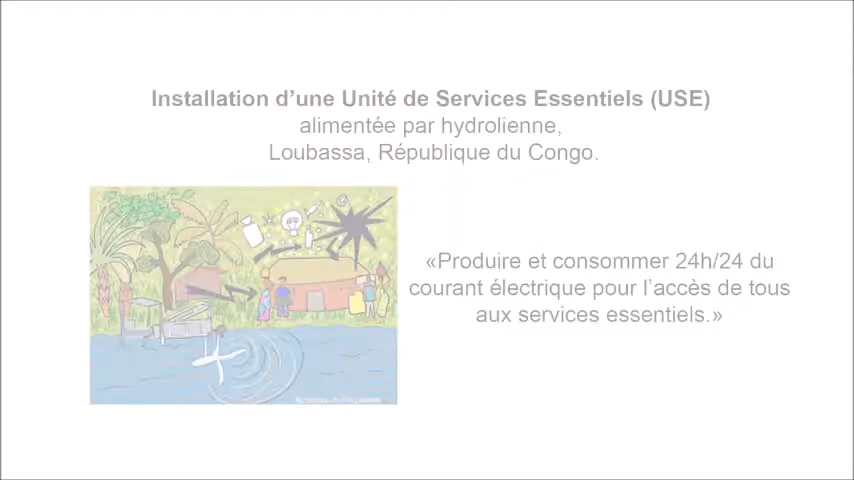 Installation d’une Unité de Services Essentiels (USE)
alimentée par hydrolienne,
Loubassa, République du Congo.
«Produire et consommer 24h/24 du
courant électrique pour l’accès de tous
aux services essentiels.»